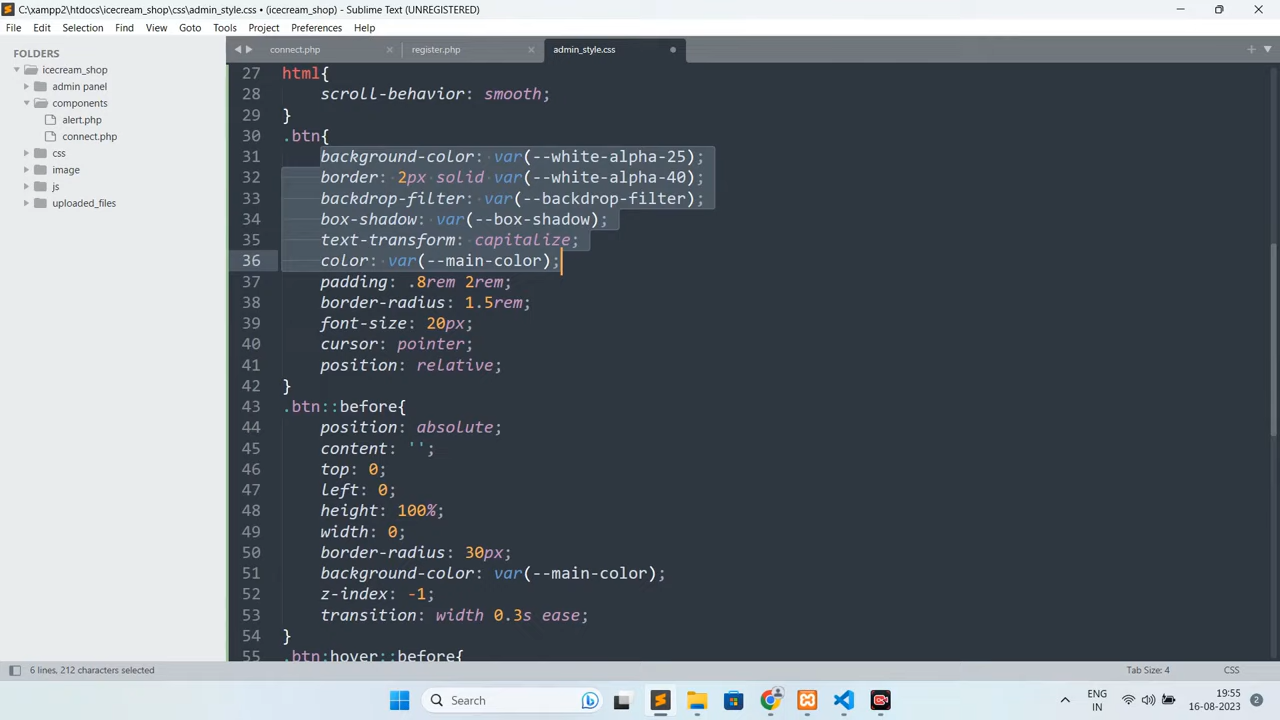 C:\xampp2\htdocs\icecream_shop\css\admin_style.css • (icecream_shop) - Sublime Text (UNREGISTERED)
File Edit Selection Find View Goto Tools Project Preferences Help
FOLDERS
icecream_shop
admin panel
components
alert.php
connect.php
css
image
js
uploaded_files
connect.php register.php admin_style.css
27 html{
28 scroll-behavior: smooth;
29 }
30 .btn{
31 background-color: var(--white-alpha-25);
32 border: 2px solid var(--white-alpha-40);
33 backdrop-filter: var(--backdrop-filter);
34 box-shadow: var(--box-shadow);
35 text-transform: capitalize;
36 color: var(--main-color);
37 padding: .8rem 2rem;
38 border-radius: 1.5rem;
39 font-size: 20px;
40 cursor: pointer;
41 position: relative;
42 }
43 .btn::before{
44 position: absolute;
45 content: '';
46 top: 0;
47 left: 0;
48 height: 100%;
49 width: 0;
50 border-radius: 30px;
51 background-color: var(--main-color);
52 z-index: -1;
53 transition: width 0.3s ease;
54 }
55 .btn:hover::before{
6 lines, 212 characters selected Tab Size: 4 CSS
Search
ENG
IN
19:55
16-08-2023
2